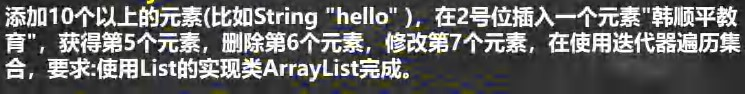 添加10个以上的元素(比如String "hello" )，在2号位插入一个元素"韩顺平教
育"，获得第5个元素，删除第6个元素，修改第7个元素，在使用迭代器遍历集
合，要求:使用List的实现类ArrayList完成。